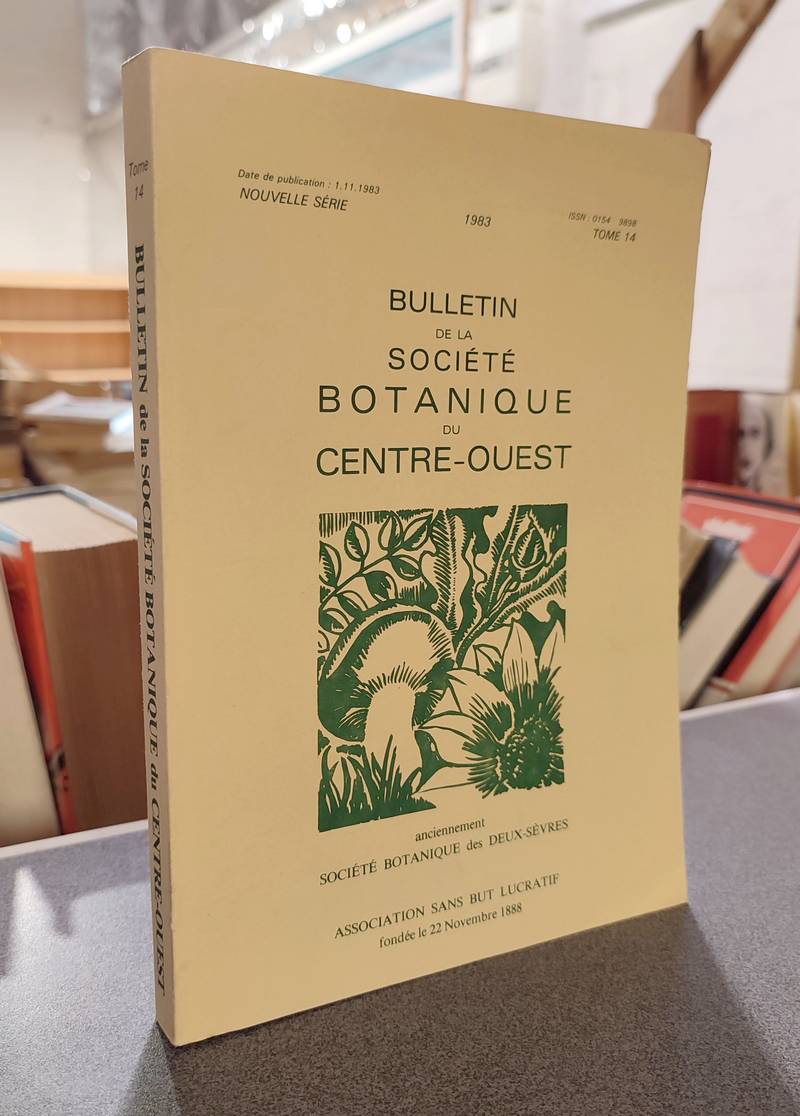 Tome
14
BULLETIN de la SOCIÉTÉ BOTANIQUE du CENTRE-OUEST
Date de publication : 1.11.1983
NOUVELLE SÉRIE
1983
ISSN : 0154 9898
TOME 14
BULLETIN
DE LA
SOCIÉTÉ
BOTANIQUE
DU
CENTRE-OUEST
anciennement
SOCIÉTÉ BOTANIQUE des DEUX-SÈVRES
ASSOCIATION SANS BUT LUCRATIF
fondée le 22 Novembre 1888